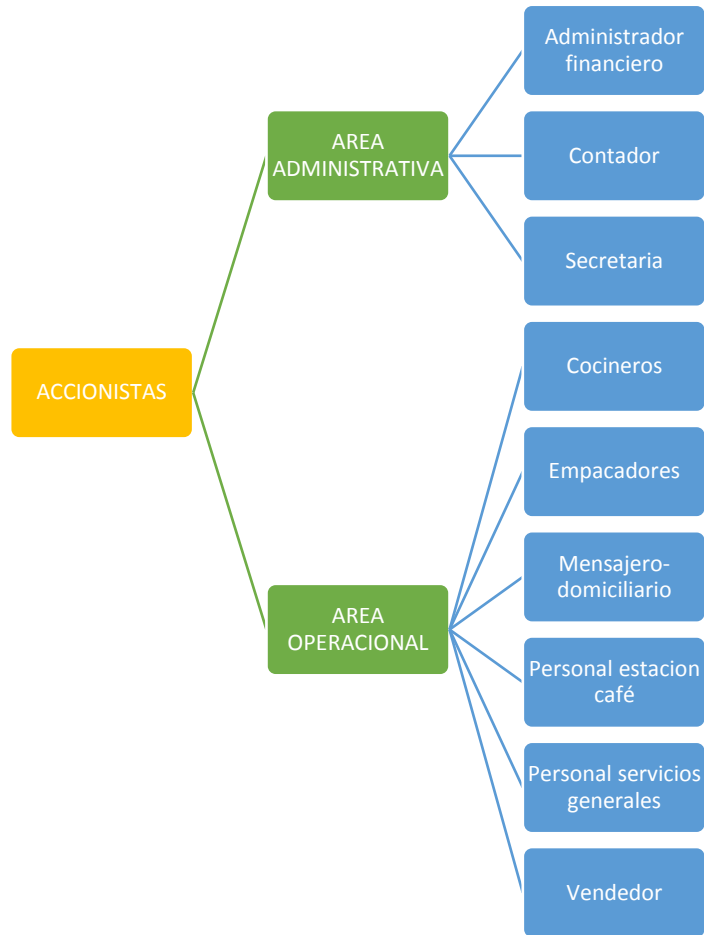 Administrador
financiero
AREA
ADMINISTRATIVA
Contador
Secretaria
ACCIONISTAS
Cocineros
Empacadores
Mensajero-
domiciliario
AREA
OPERACIONAL
Personal estacion
café
Personal servicios
generales
Vendedor